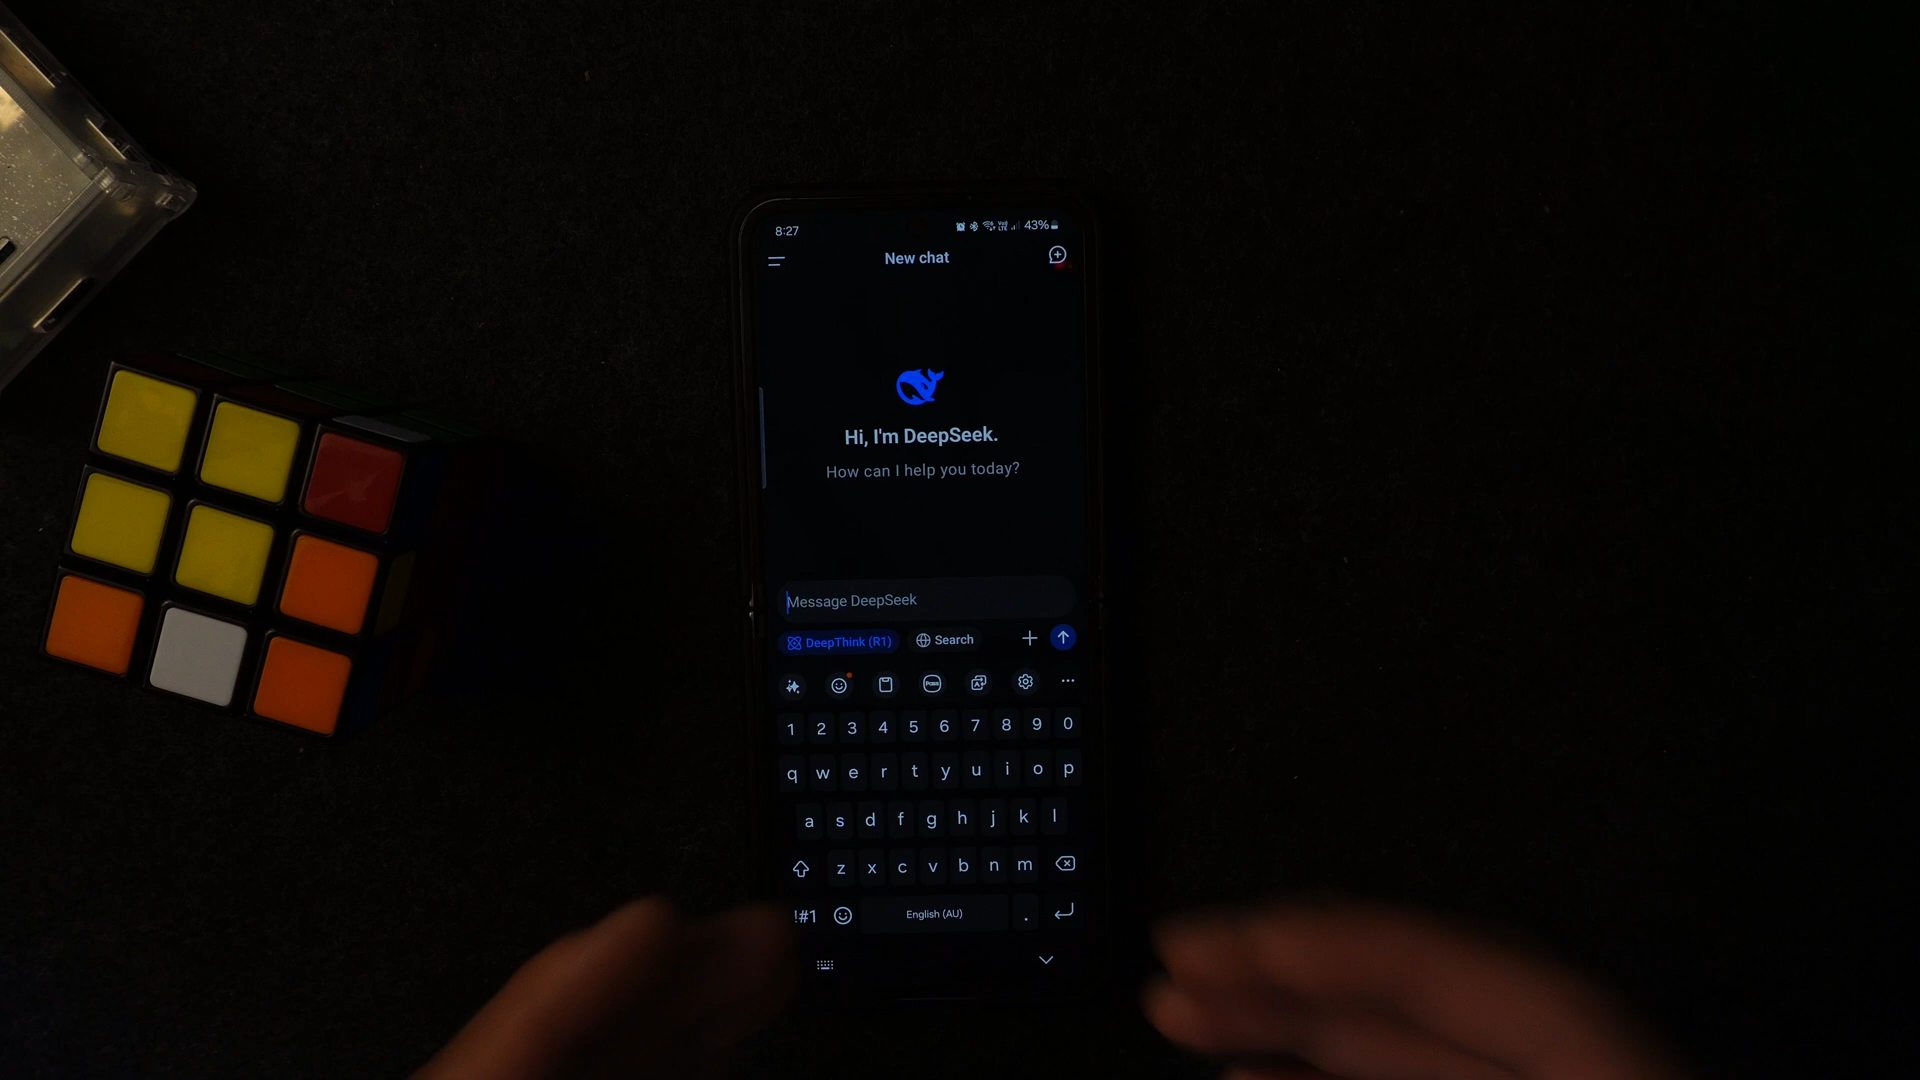 8:27 43%
New chat
Hi, I'm DeepSeek.
How can I help you today?
Message DeepSeek
DeepThink (R1) Search
1 2 3 4 5 6 7 8 9 0
q w e r t y u i o p
a s d f g h j k l
z x c v b n m
!#1 English (AU) .